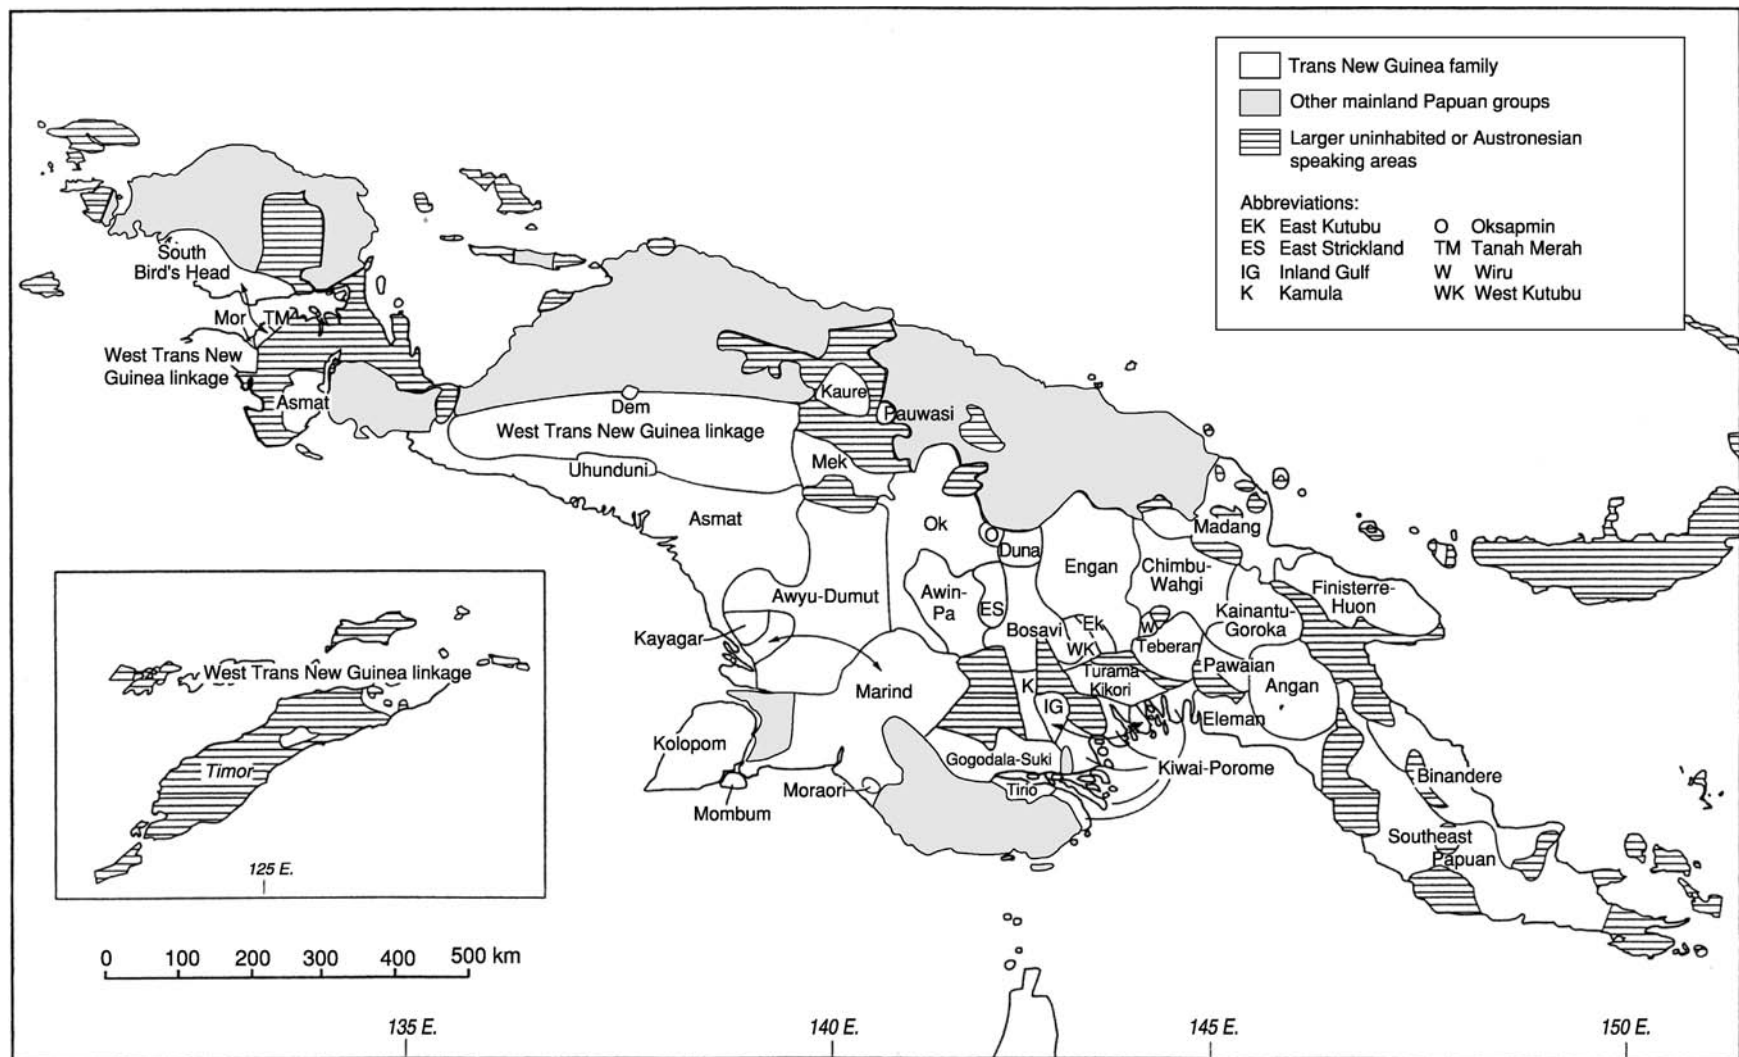 Trans New Guinea family
Other mainland Papuan groups
Larger uninhabited or Austronesian
speaking areas
Abbreviations:
EK East Kutubu
ES East Strickland
IG Inland Gulf
K Kamula
O Oksapmin
TM Tanah Merah
W Wiru
WK West Kutubu
South
Bird's Head
Mor
TM
West Trans New
Guinea linkage
Asmat
Dem
West Trans New Guinea linkage
Uhunduni
Kaure
Pauwasi
Mek
Asmat
Ok
O
Duna
Engan
Madang
Chimbu-
Wahgi
Finisterre-
Huon
Awyu-Dumut
Awin-
Pa
ES
Kayagar
Bosavi
Ek
WK
W
Teberan
Kainantu-
Goroka
Pawaian
Angan
Turama
Kikori
Marind
K
IG
Eleman
Kolopom
Gogodala-Suki
Kiwai-Porome
Tirio
Moraori
Mombum
Binandere
Southeast
Papuan
West Trans New Guinea linkage
Timor
125 E.
0 100 200 300 400 500 km
135 E. 140 E. 145 E. 150 E.